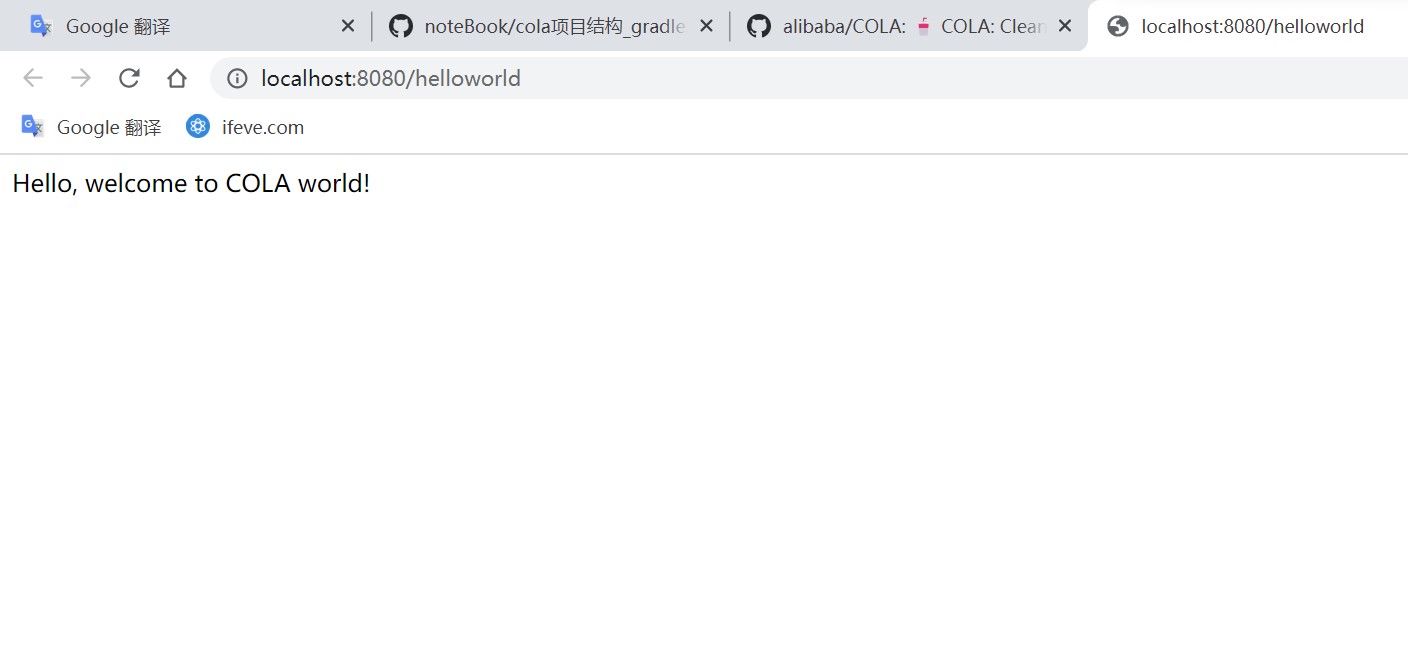 Google 翻译
noteBook/cola项目结构_gradle
alibaba/COLA: 🥤 COLA: Clean
localhost:8080/helloworld
localhost:8080/helloworld
Google 翻译 ifeve.com
Hello, welcome to COLA world!